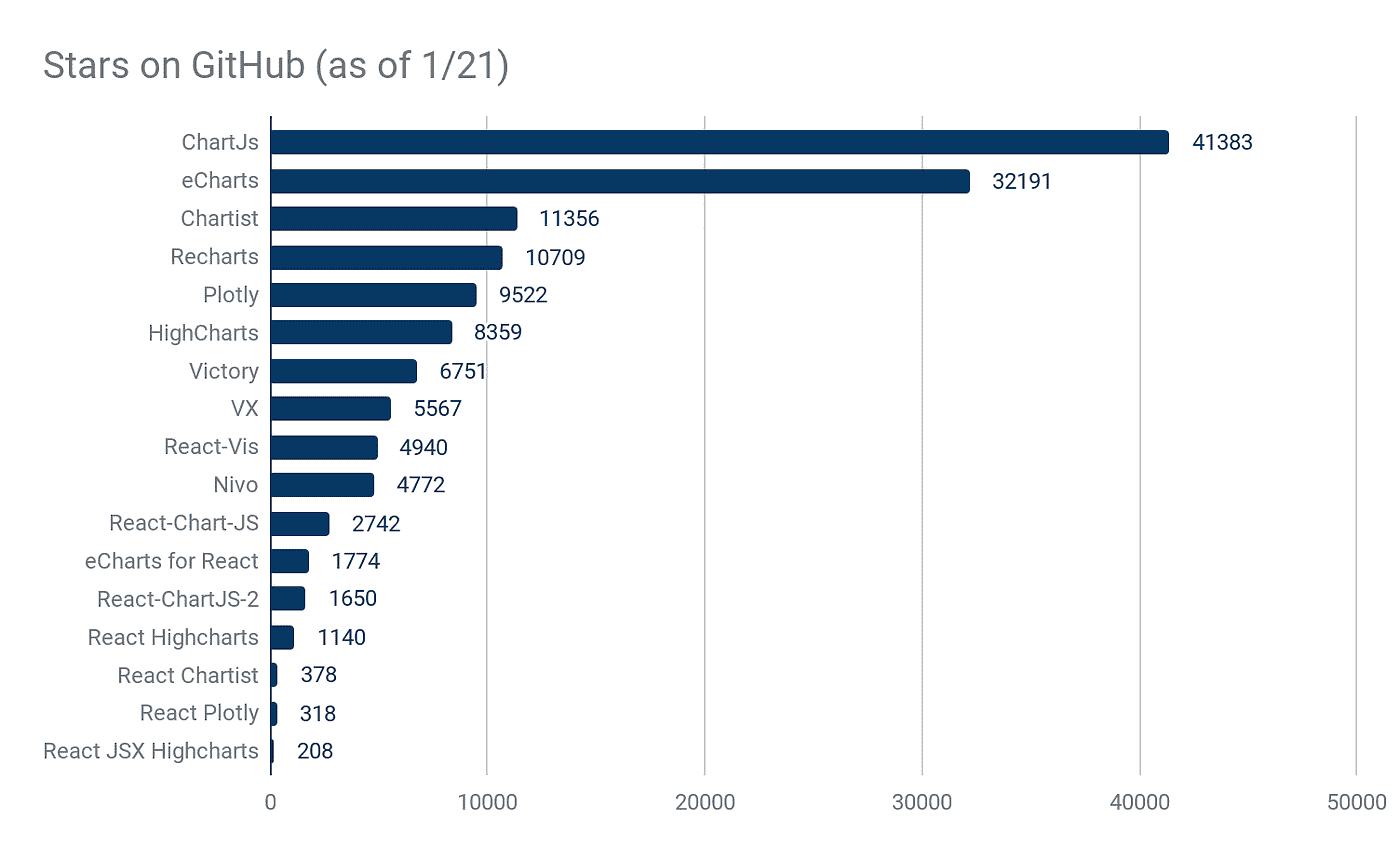 Stars on GitHub (as of 1/21)
ChartJs 41383
eCharts 32191
Chartist 11356
Recharts 10709
Plotly 9522
HighCharts 8359
Victory 6751
VX 5567
React-Vis 4940
Nivo 4772
React-Chart-JS 2742
eCharts for React 1774
React-ChartJS-2 1650
React Highcharts 1140
React Chartist 378
React Plotly 318
React JSX Highcharts 208
0 10000 20000 30000 40000 50000